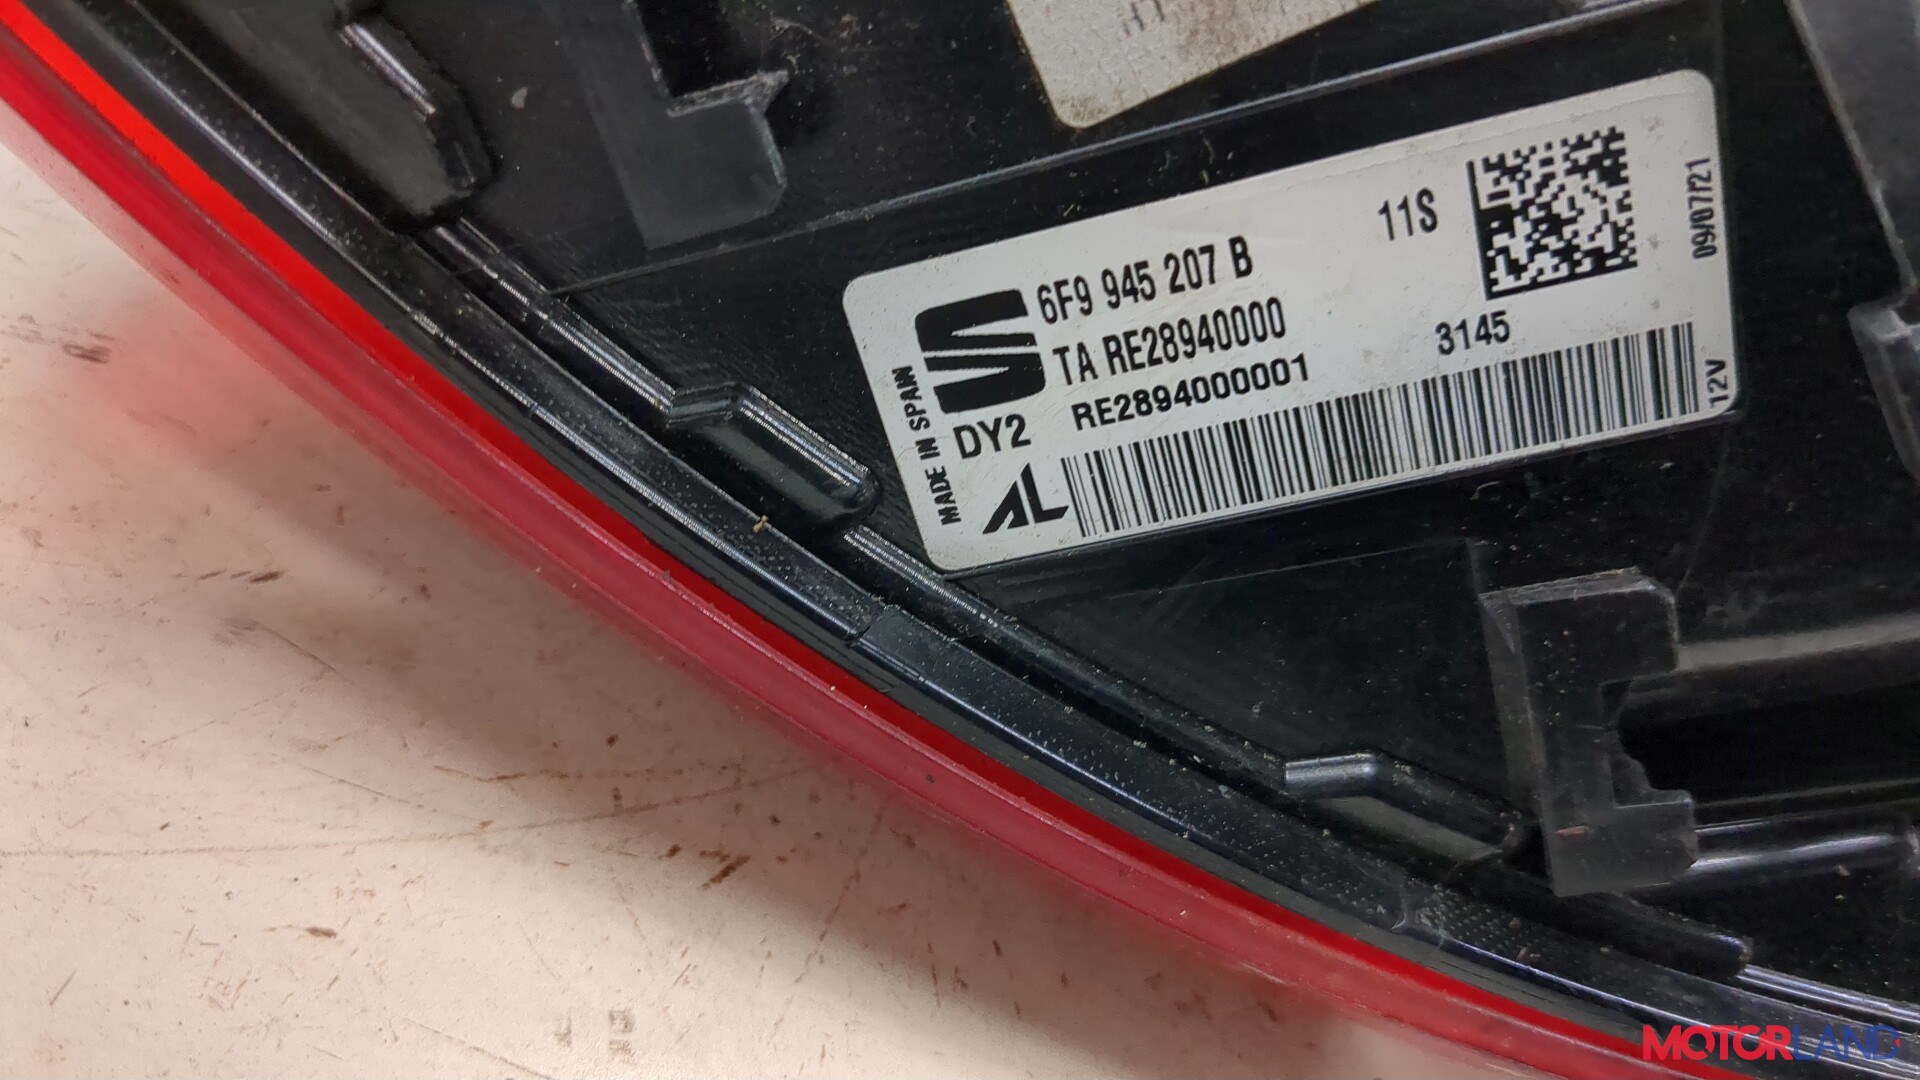 6F9 945 207 B
11S
TA RE28940000
3145
RE2894000001
DY2
AL
MADE IN SPAIN
09/07/21
12V
MOTORLAND